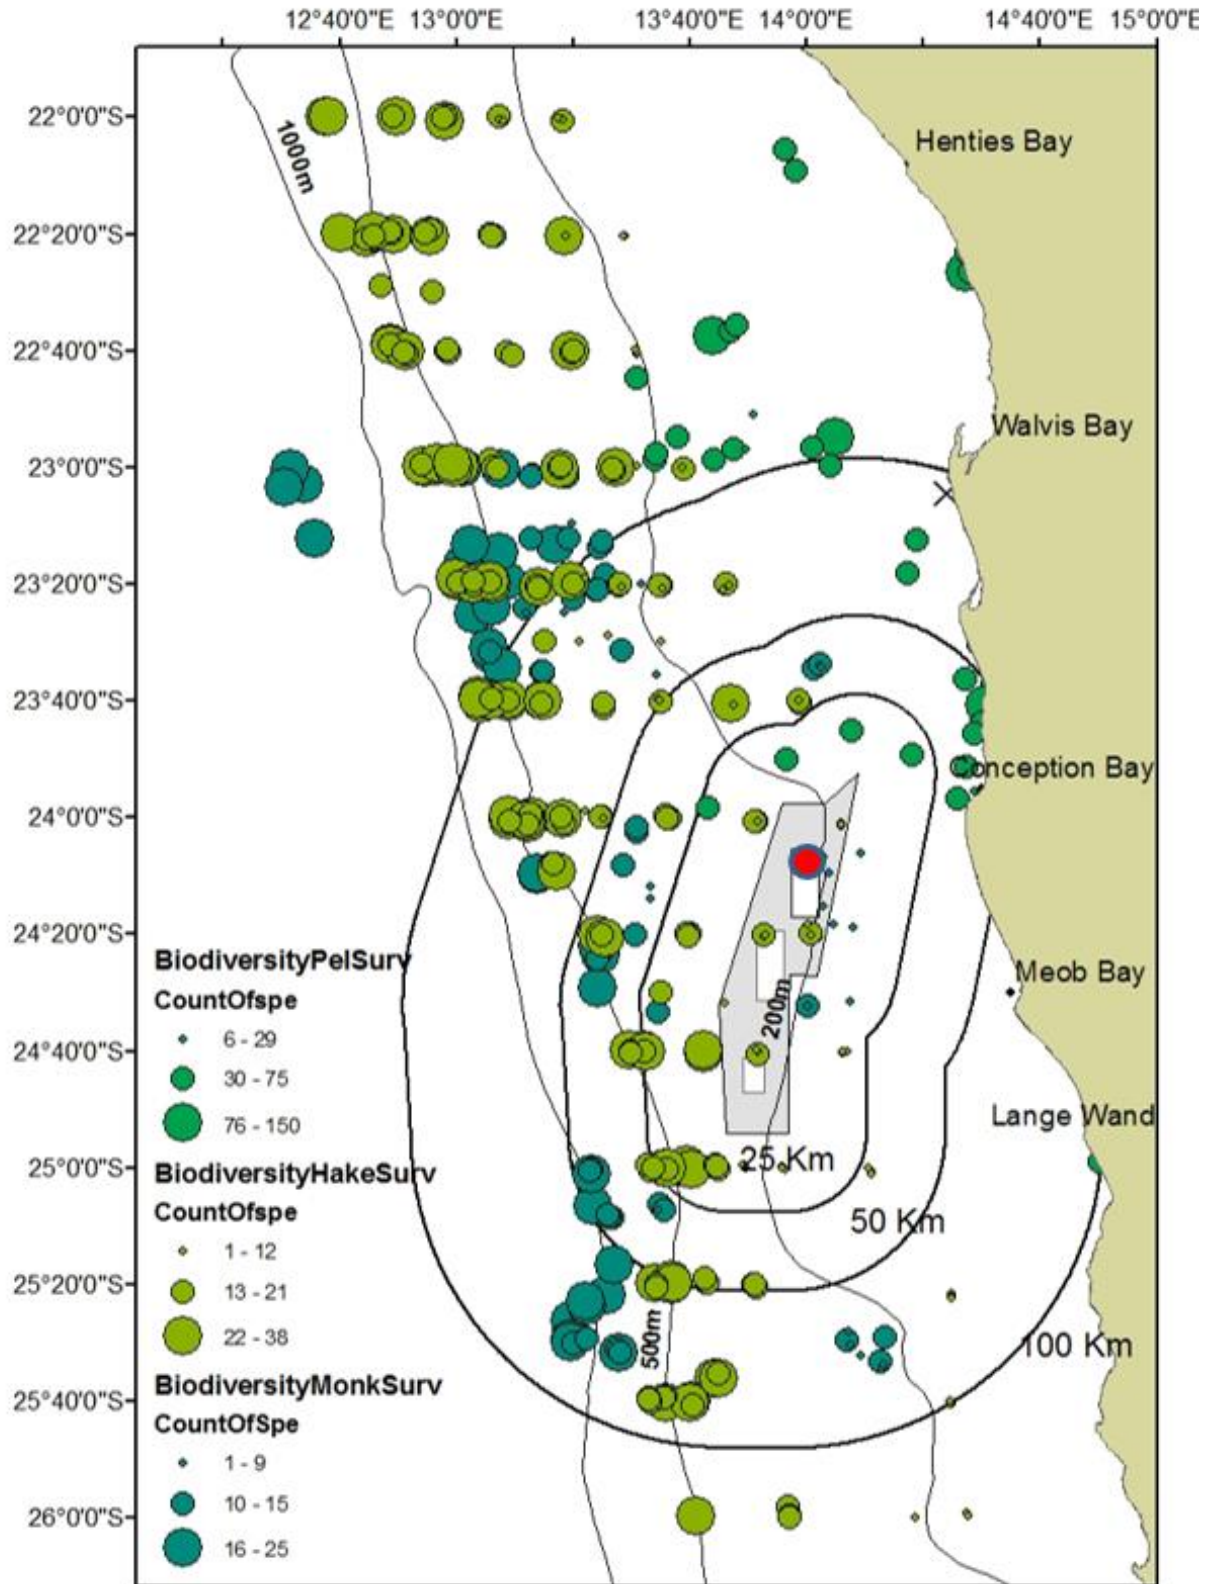 12°40'0"E 13°0'0"E 13°40'0"E 14°0'0"E 14°40'0"E 15°0'0"E
22°0'0"S
Henties Bay
1000m
22°20'0"S
22°40'0"S
Walvis Bay
23°0'0"S
23°20'0"S
23°40'0"S
Conception Bay
24°0'0"S
24°20'0"S
BiodiversityPelSurv
Meob Bay
CountOfspe
200m
6 - 29
24°40'0"S
30 - 75
76 - 150
Lange Wand
25 Km
25°0'0"S
BiodiversityHakeSurv
CountOfspe
50 Km
1 - 12
25°20'0"S
13 - 21
22 - 38
500m
100 Km
BiodiversityMonkSurv
25°40'0"S
CountOfSpe
1 - 9
10 - 15
26°0'0"S
16 - 25